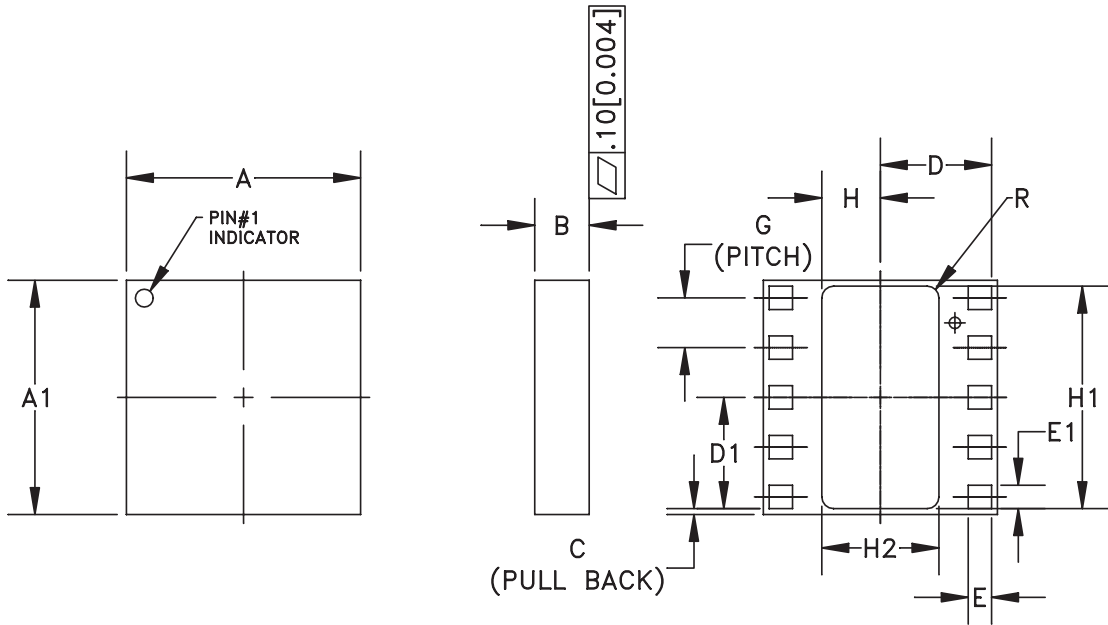 .10[0.004]
A
PIN#1
INDICATOR
A1
B
D
H
R
G
(PITCH)
D1
H1
E1
C
(PULL BACK)
H2
E